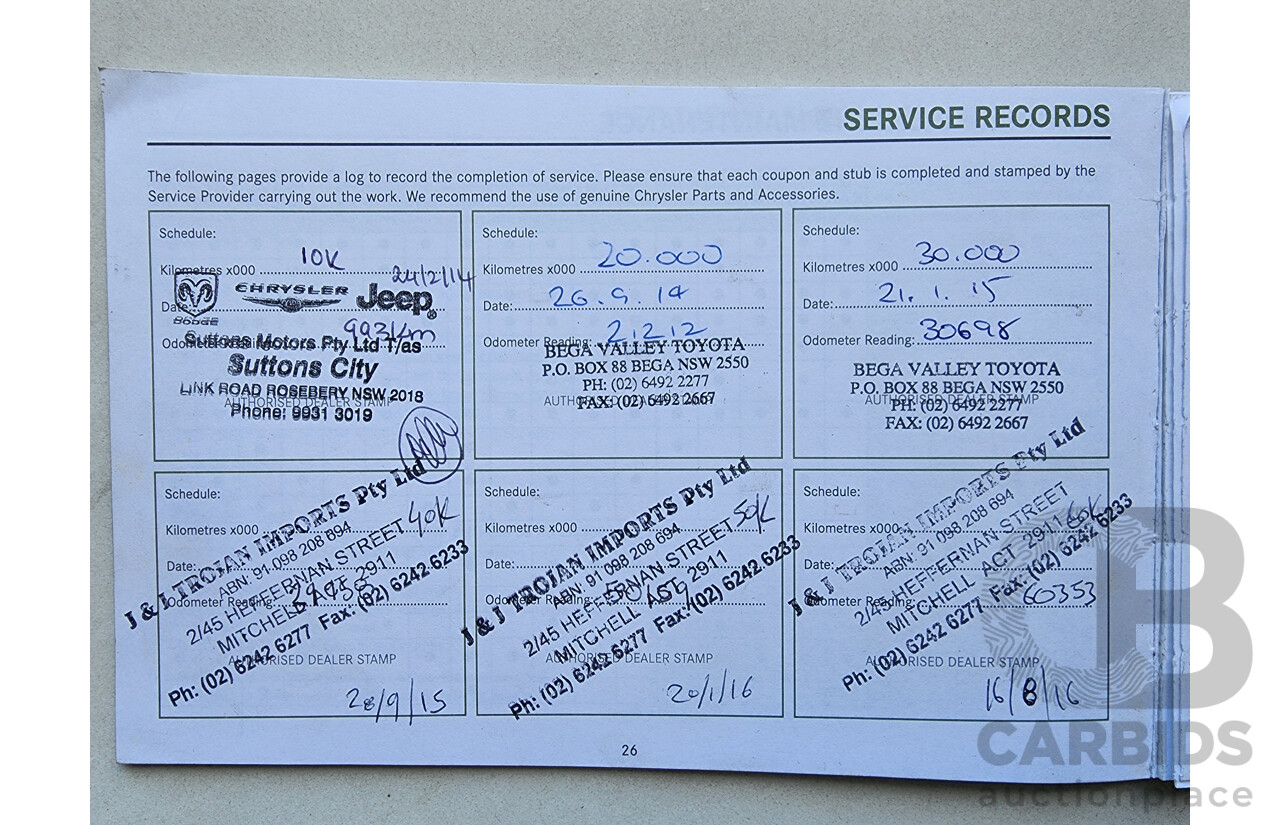 SERVICE RECORDS
The following pages provide a log to record the completion of service. Please ensure that each coupon and stub is completed and stamped by the
Service Provider carrying out the work. We recommend the use of genuine Chrysler Parts and Accessories.
Schedule:
Kilometres x000 10K
24/2/14
Date:
DODGE CHRYSLER Jeep
Odometer Reading:
Suttons Motors Pty Ltd T/as
Suttons City
LINK ROAD ROSEBERY NSW 2018
AUTHORISED DEALER STAMP
Phone: 9931 3019
Schedule:
Kilometres x000 20.000
Date: 26.9.14
Odometer Reading: 21212
BEGA VALLEY TOYOTA
P.O. BOX 88 BEGA NSW 2550
PH: (02) 6492 2277
AUTHORISED DEALER STAMP
FAX: (02) 6492 2667
Schedule:
Kilometres x000 30.000
Date: 21.1.15
Odometer Reading: 30698
BEGA VALLEY TOYOTA
P.O. BOX 88 BEGA NSW 2550
AUTHORISED DEALER STAMP
PH: (02) 6492 2277
FAX: (02) 6492 2667
Schedule:
Kilometres x000 40K
Date:
Odometer Reading:
J & J TROJAN IMPORTS Pty Ltd
ABN: 91 098 208 694
2/45 HEFFERNAN STREET
MITCHELL 2911
Ph: (02) 6242 6277 Fax: (02) 6242 6233
AUTHORISED DEALER STAMP
28/9/15
Schedule:
Kilometres x000 50K
Date:
Odometer Reading:
J & J TROJAN IMPORTS Pty Ltd
ABN: 91 098 208 694
2/45 HEFFERNAN STREET
MITCHELL ACT 2911
Ph: (02) 6242 6277 Fax: (02) 6242 6233
AUTHORISED DEALER STAMP
20/1/16
Schedule:
Kilometres x000 60K
Date:
Odometer Reading: 60353
J & J TROJAN IMPORTS Pty Ltd
ABN: 91 098 208 694
2/45 HEFFERNAN STREET
MITCHELL ACT 2911
Ph: (02) 6242 6277 Fax: (02) 6242 6233
AUTHORISED DEALER STAMP
16/8/16
26
B
CARBIDS
auctionplace